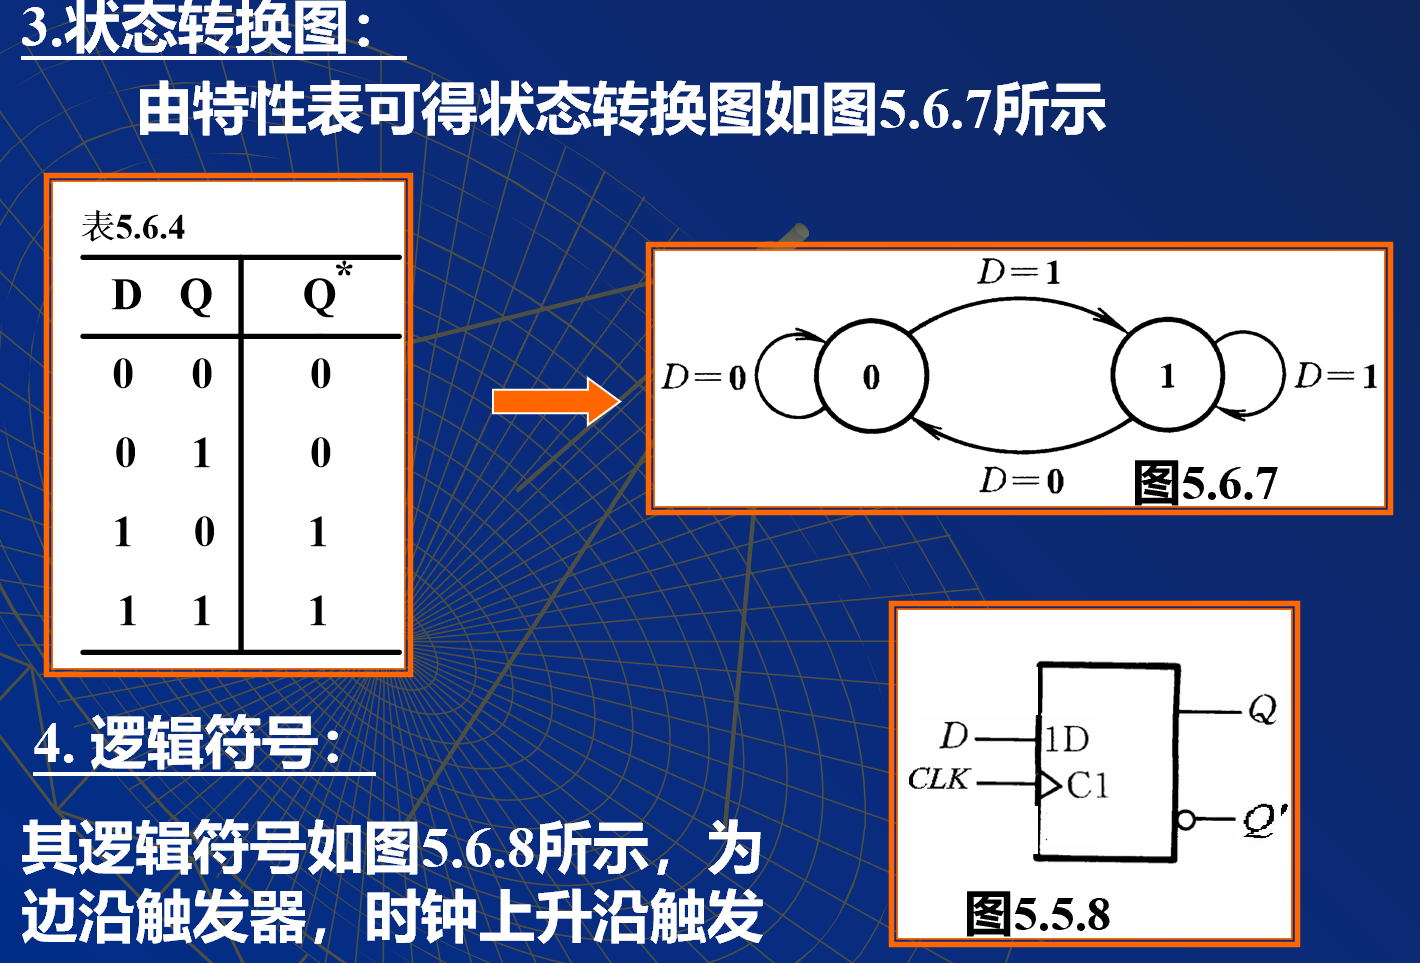 3.状态转换图：
由特性表可得状态转换图如图5.6.7所示
表5.6.4
D Q Q*
0 0 0
0 1 0
1 0 1
1 1 1
D=1
D=0 0 1 D=1
D=0
图5.6.7
4. 逻辑符号：
其逻辑符号如图5.6.8所示，为
边沿触发器，时钟上升沿触发
Q
D 1D
CLK C1
Q'
图5.5.8